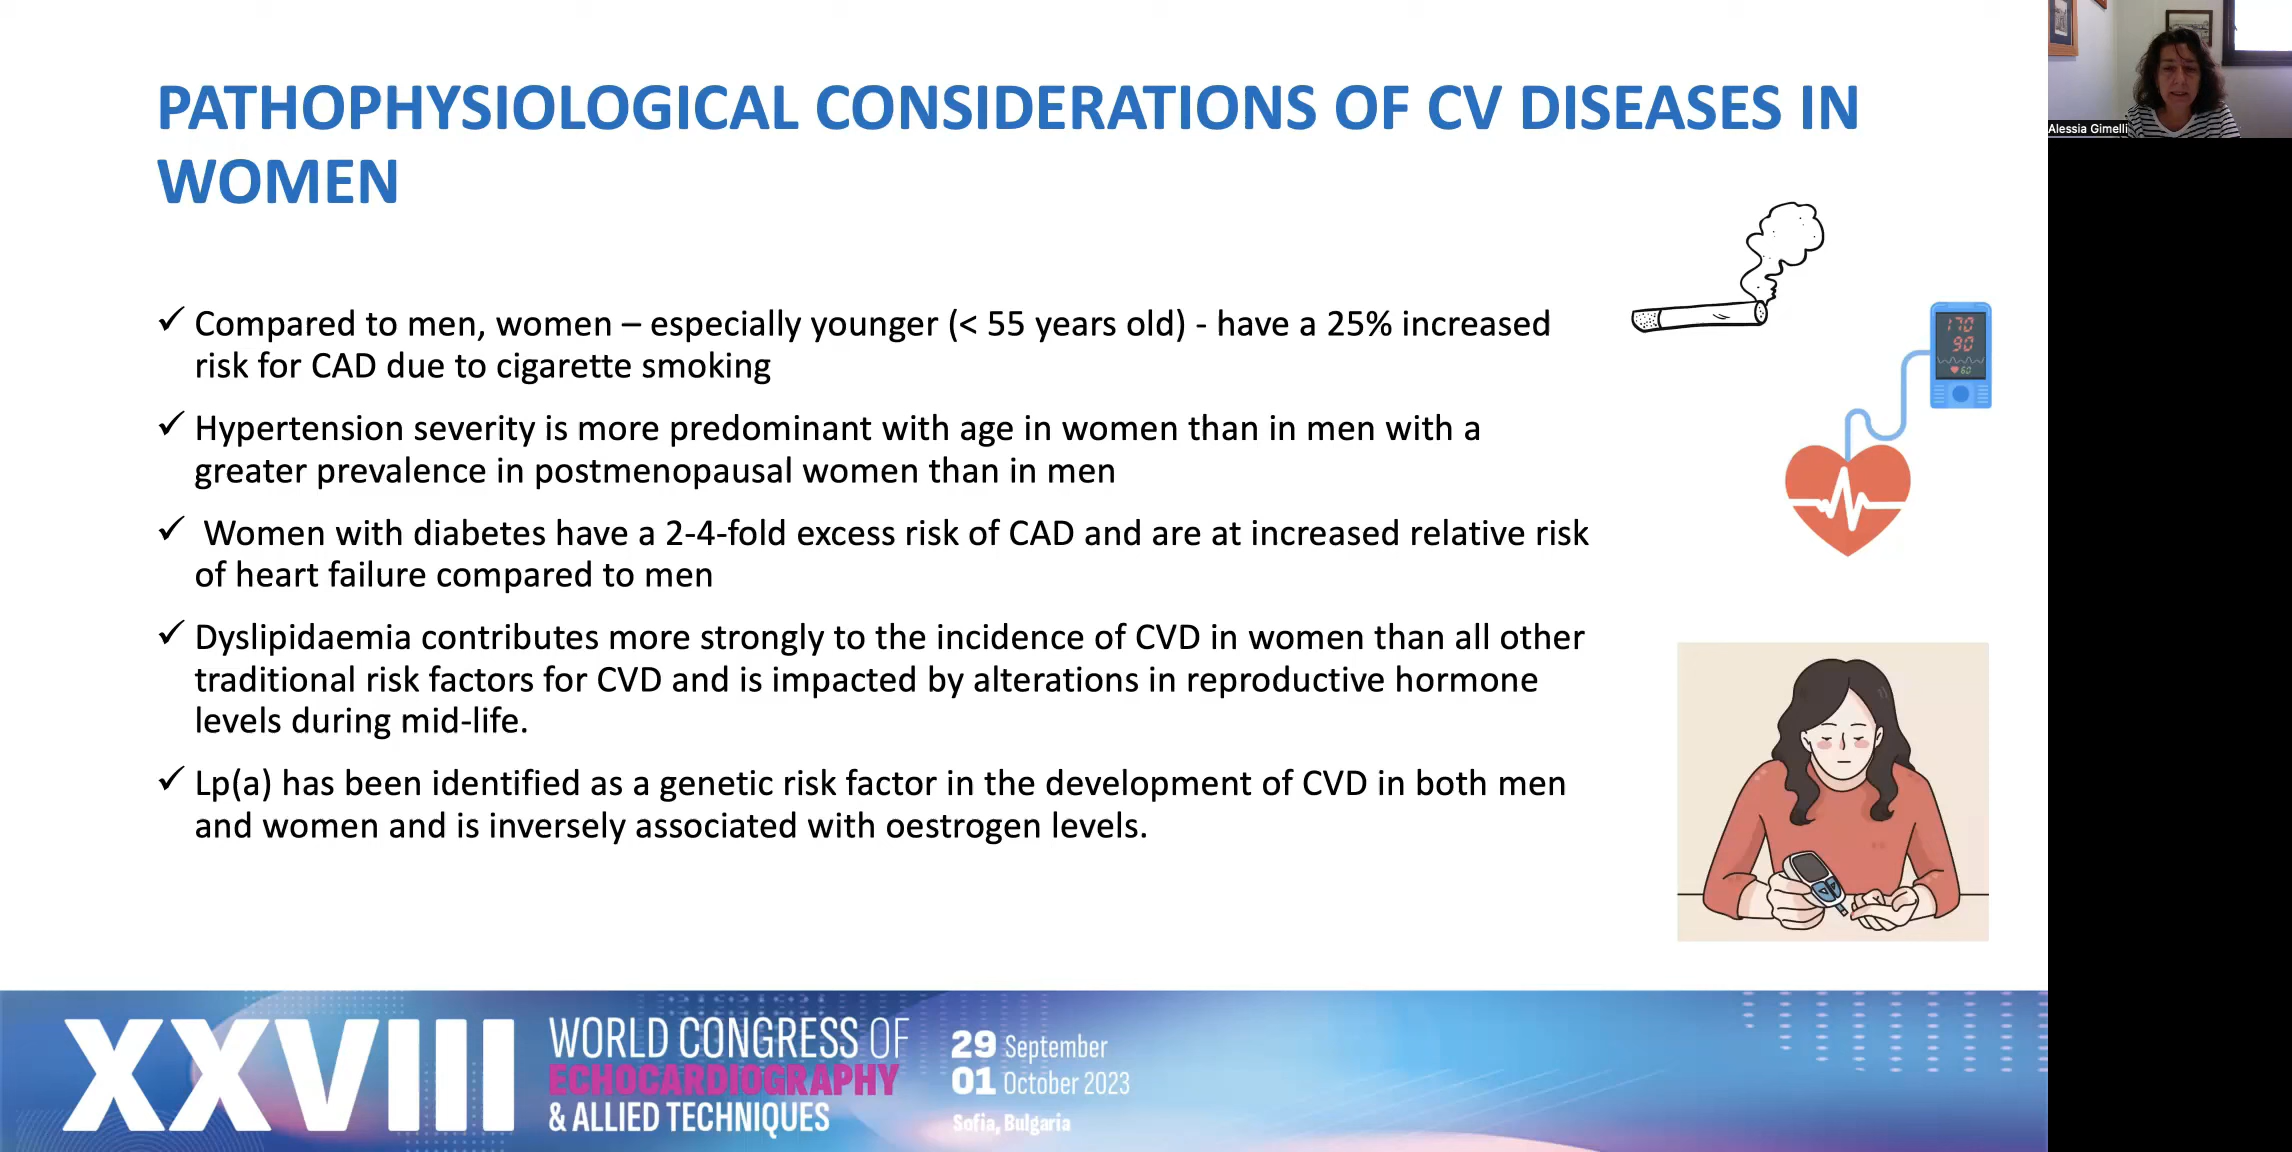 PATHOPHYSIOLOGICAL CONSIDERATIONS OF CV DISEASES IN
WOMEN
Alessia Gimelli
✓ Compared to men, women – especially younger (< 55 years old) - have a 25% increased
risk for CAD due to cigarette smoking
✓ Hypertension severity is more predominant with age in women than in men with a
greater prevalence in postmenopausal women than in men
✓ Women with diabetes have a 2-4-fold excess risk of CAD and are at increased relative risk
of heart failure compared to men
✓ Dyslipidaemia contributes more strongly to the incidence of CVD in women than all other
traditional risk factors for CVD and is impacted by alterations in reproductive hormone
levels during mid-life.
✓ Lp(a) has been identified as a genetic risk factor in the development of CVD in both men
and women and is inversely associated with oestrogen levels.
170
90
60
XXVIII
WORLD CONGRESS OF
ECHOCARDIOGRAPHY
& ALLIED TECHNIQUES
29 September
01 October 2023
Sofia, Bulgaria